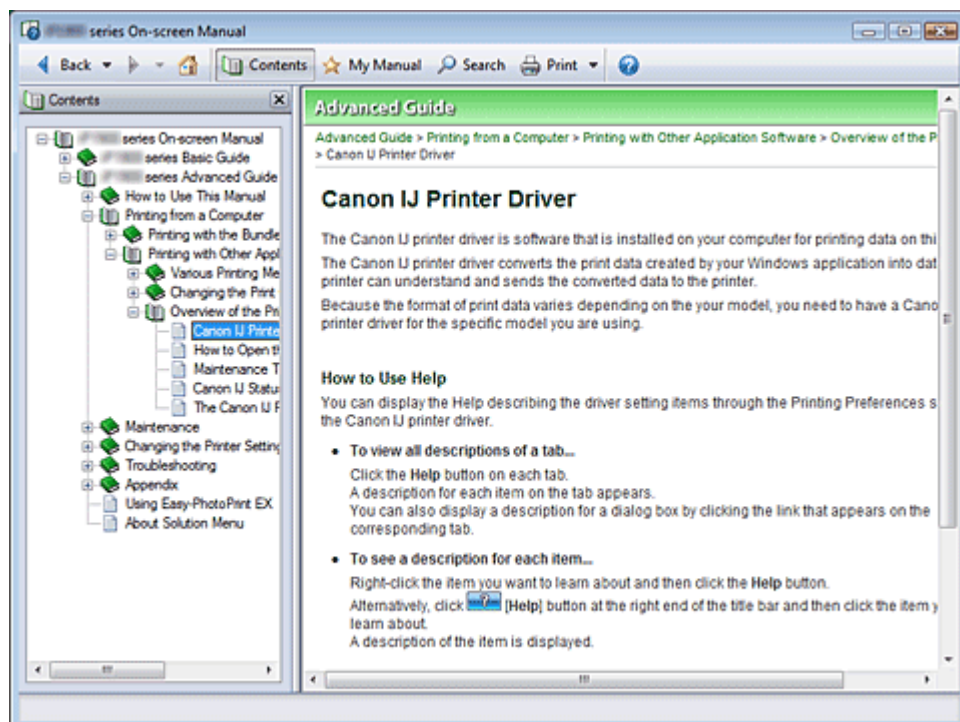 series On-screen Manual
Back
Contents
My Manual
Search
Print
Contents
series On-screen Manual
series Basic Guide
series Advanced Guide
How to Use This Manual
Printing from a Computer
Printing with the Bundle
Printing with Other Appl
Various Printing Me
Changing the Print
Overview of the Pri
Canon IJ Printe
How to Open th
Maintenance T
Canon IJ Statu
The Canon IJ F
Maintenance
Changing the Printer Setting
Troubleshooting
Appendix
Using Easy-PhotoPrint EX
About Solution Menu
Advanced Guide
Advanced Guide > Printing from a Computer > Printing with Other Application Software > Overview of the P
> Canon IJ Printer Driver
Canon IJ Printer Driver
The Canon IJ printer driver is software that is installed on your computer for printing data on thi
The Canon IJ printer driver converts the print data created by your Windows application into dat
printer can understand and sends the converted data to the printer.
Because the format of print data varies depending on the your model, you need to have a Cano
printer driver for the specific model you are using.
How to Use Help
You can display the Help describing the driver setting items through the Printing Preferences s
the Canon IJ printer driver.
• To view all descriptions of a tab...
Click the Help button on each tab.
A description for each item on the tab appears.
You can also display a description for a dialog box by clicking the link that appears on the
corresponding tab.
• To see a description for each item...
Right-click the item you want to learn about and then click the Help button.
Alternatively, click [Help] button at the right end of the title bar and then click the item y
learn about.
A description of the item is displayed.